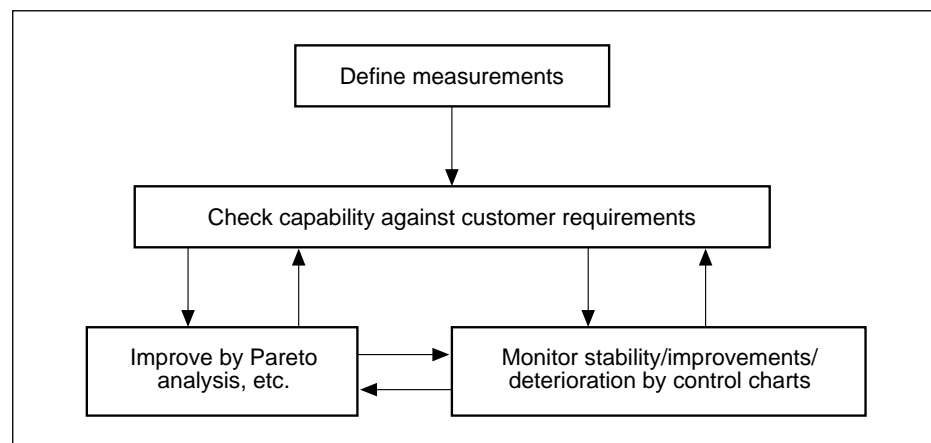 Define measurements
Check capability against customer requirements
Improve by Pareto
analysis, etc.
Monitor stability/improvements/
deterioration by control charts